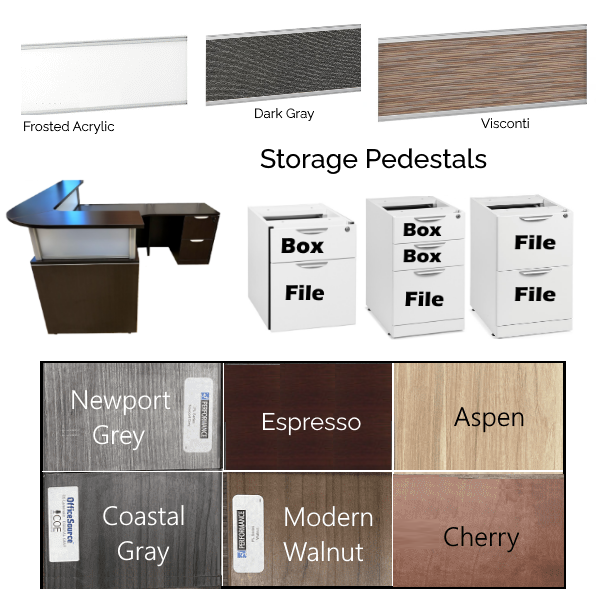 Frosted Acrylic
Dark Gray
Visconti
Storage Pedestals
Box
File
Box
Box
File
File
File
Newport
Grey
PERFORMANCE
Espresso
Aspen
OfficeSource
COE
Coastal
Gray
PERFORMANCE
Modern
Walnut
Cherry